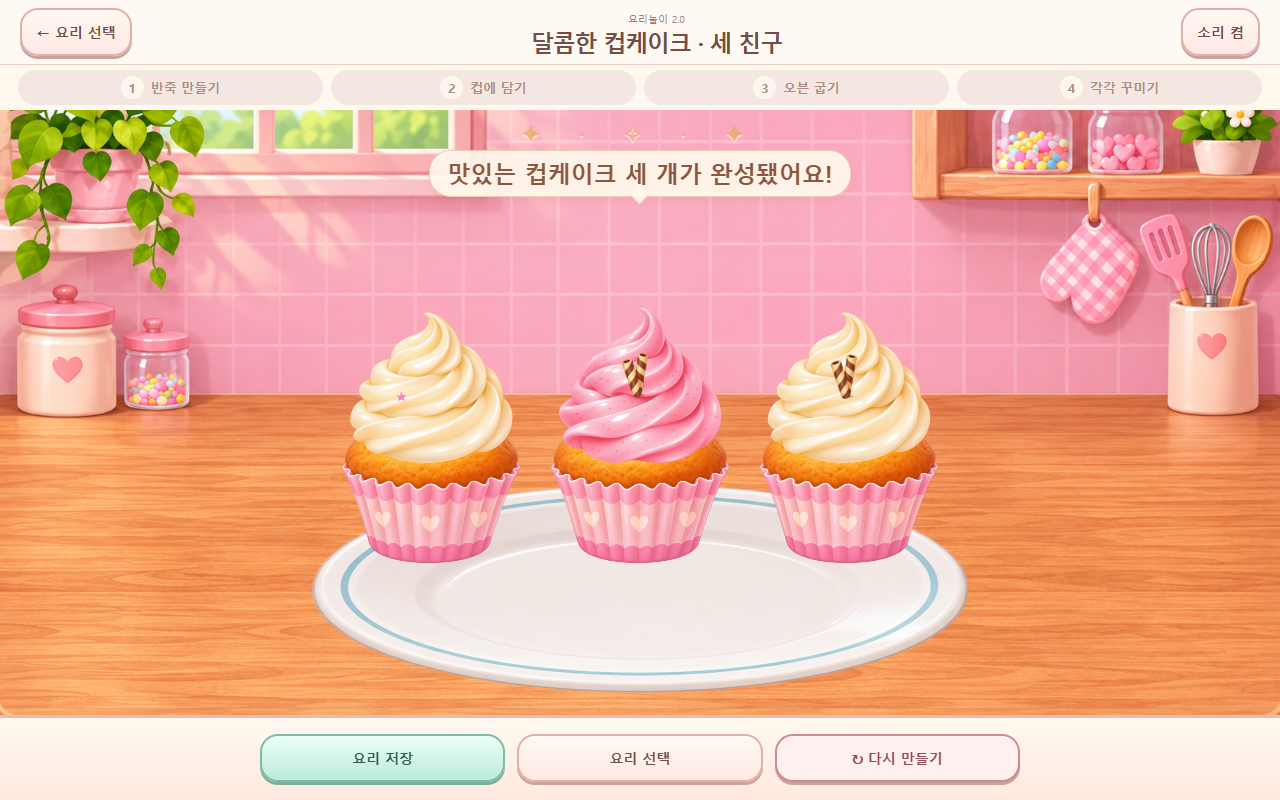 ← 요리 선택
요리놀이 2.0
달콤한 컵케이크 · 세 친구
소리 켬
1 반죽 만들기
2 컵에 담기
3 오븐 굽기
4 각각 꾸미기
맛있는 컵케이크 세 개가 완성됐어요!
요리 저장
요리 선택
↻ 다시 만들기